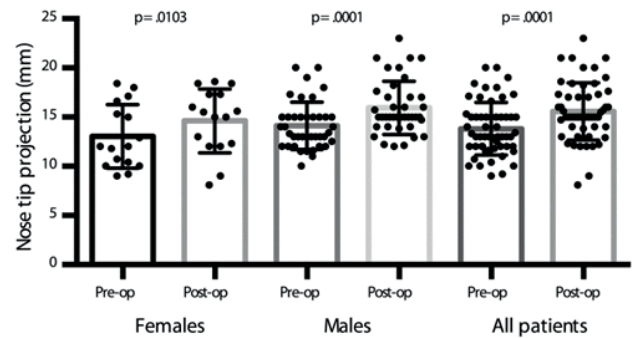 p= .0103 p= .0001 p= .0001
25
20
15
10
5
0
Nose tip projection (mm)
Pre-op Post-op Pre-op Post-op Pre-op Post-op
Females Males All patients